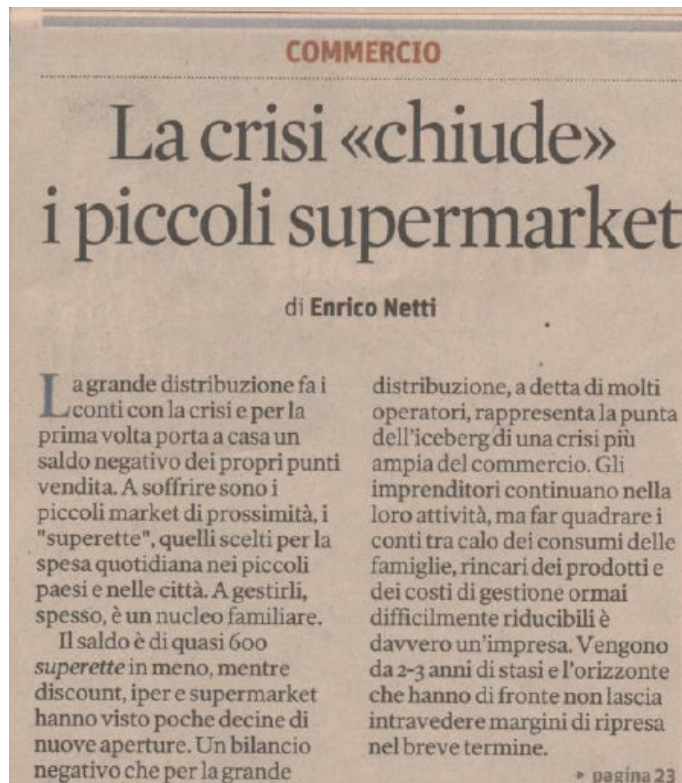 COMMERCIO
La crisi «chiude»
i piccoli supermarket
di Enrico Netti
La grande distribuzione fa i
conti con la crisi e per la
prima volta porta a casa un
saldo negativo dei propri punti
vendita. A soffrire sono i
piccoli market di prossimità, i
"superette", quelli scelti per la
spesa quotidiana nei piccoli
paesi e nelle città. A gestirli,
spesso, è un nucleo familiare.
Il saldo è di quasi 600
superette in meno, mentre
discount, iper e supermarket
hanno visto poche decine di
nuove aperture. Un bilancio
negativo che per la grande
distribuzione, a detta di molti
operatori, rappresenta la punta
dell'iceberg di una crisi più
ampia del commercio. Gli
imprenditori continuano nella
loro attività, ma far quadrare i
conti tra calo dei consumi delle
famiglie, rincari dei prodotti e
dei costi di gestione ormai
difficilmente riducibili è
davvero un'impresa. Vengono
da 2-3 anni di stasi e l'orizzonte
che hanno di fronte non lascia
intravedere margini di ripresa
nel breve termine.
▸ pagina 23